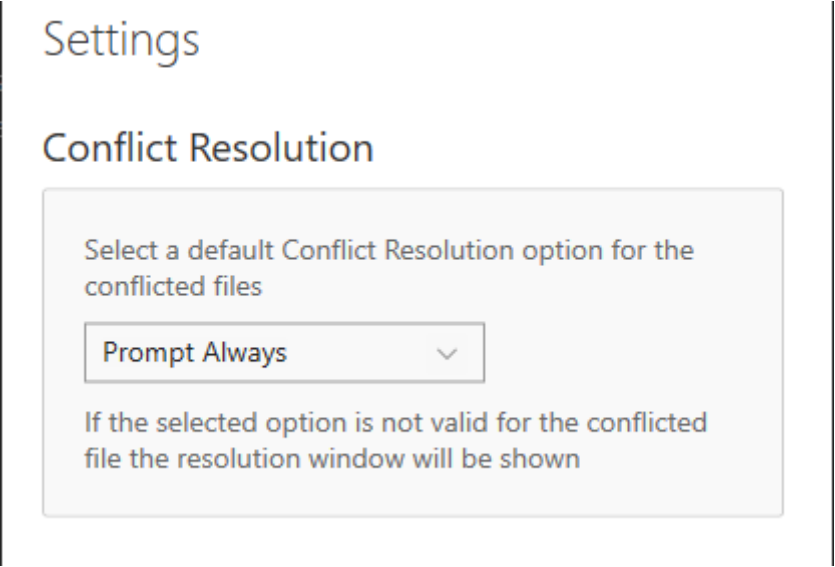 Settings
Conflict Resolution
Select a default Conflict Resolution option for the
conflicted files
Prompt Always
If the selected option is not valid for the conflicted
file the resolution window will be shown